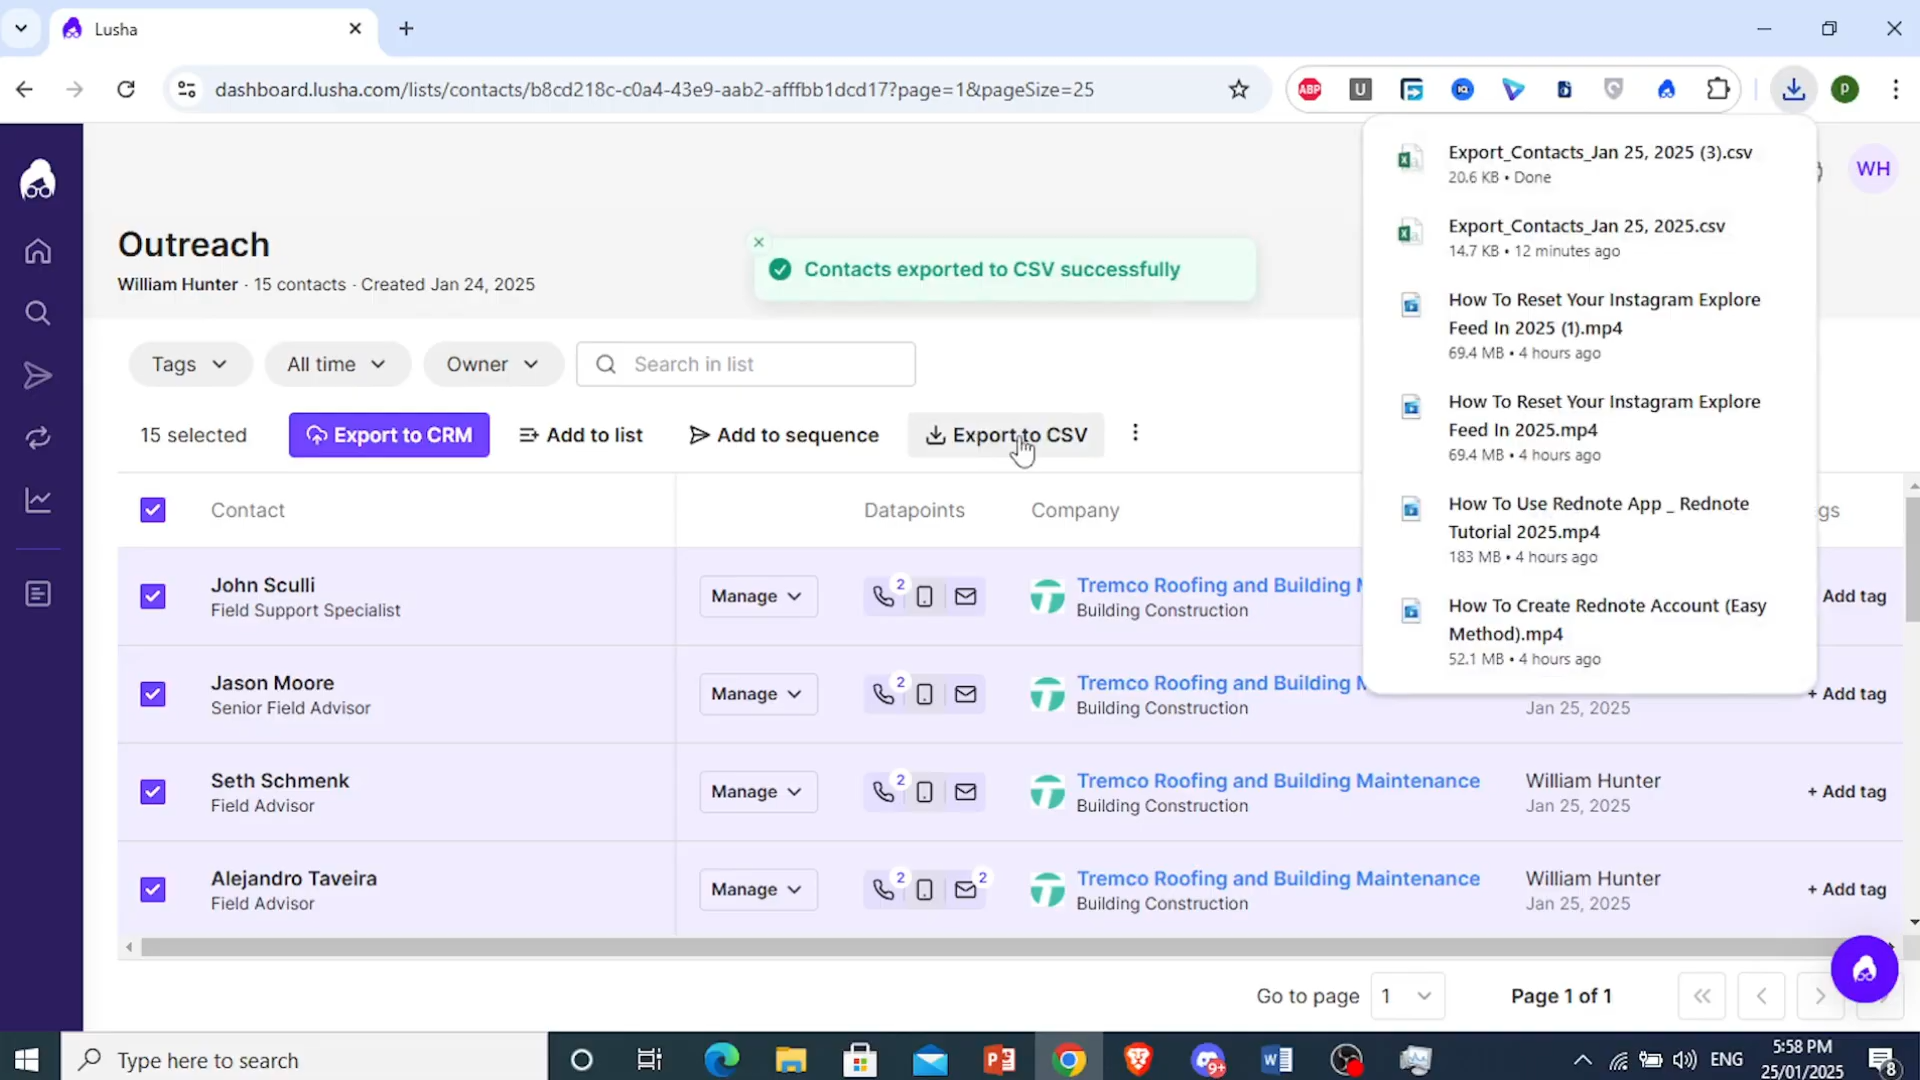 Lusha
dashboard.lusha.com/lists/contacts/b8cd218c-c0a4-43e9-aab2-afffbb1dcd17?page=1&pageSize=25
ABP
U
P
Export_Contacts_Jan 25, 2025 (3).csv
20.6 KB • Done
Export_Contacts_Jan 25, 2025.csv
14.7 KB • 12 minutes ago
How To Reset Your Instagram Explore
Feed In 2025 (1).mp4
69.4 MB • 4 hours ago
How To Reset Your Instagram Explore
Feed In 2025.mp4
69.4 MB • 4 hours ago
How To Use Rednote App _ Rednote
Tutorial 2025.mp4
183 MB • 4 hours ago
How To Create Rednote Account (Easy
Method).mp4
52.1 MB • 4 hours ago
WH
Outreach
William Hunter · 15 contacts · Created Jan 24, 2025
Contacts exported to CSV successfully
Tags
All time
Owner
Search in list
15 selected
Export to CRM
Add to list
Add to sequence
Export to CSV
Contact
Datapoints
Company
gs
John Sculli
Field Support Specialist
Manage
2
Tremco Roofing and Building M
Building Construction
Add tag
Jason Moore
Senior Field Advisor
Manage
2
Tremco Roofing and Building M
Building Construction
Jan 25, 2025
+ Add tag
Seth Schmenk
Field Advisor
Manage
2
Tremco Roofing and Building Maintenance
Building Construction
William Hunter
Jan 25, 2025
+ Add tag
Alejandro Taveira
Field Advisor
Manage
2
2
Tremco Roofing and Building Maintenance
Building Construction
William Hunter
Jan 25, 2025
+ Add tag
Go to page
1
Page 1 of 1
Type here to search
9+
ENG
5:58 PM
25/01/2025
8